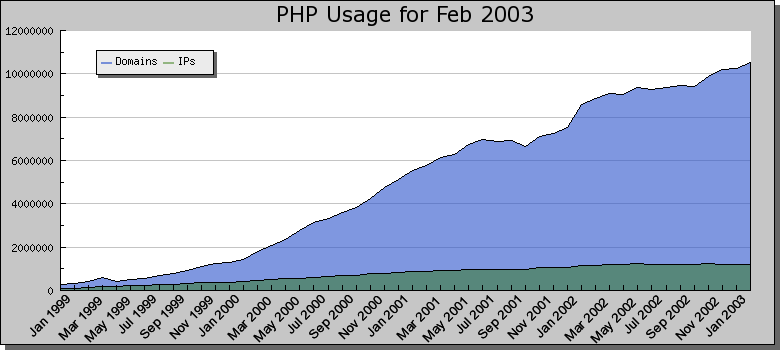 PHP Usage for Feb 2003
12000000
10000000
8000000
6000000
4000000
2000000
0
Domains IPs
Jan 1999 Mar 1999 May 1999 Jul 1999 Sep 1999 Nov 1999 Jan 2000 Mar 2000 May 2000 Jul 2000 Sep 2000 Nov 2000 Jan 2001 Mar 2001 May 2001 Jul 2001 Sep 2001 Nov 2001 Jan 2002 Mar 2002 May 2002 Jul 2002 Sep 2002 Nov 2002 Jan 2003